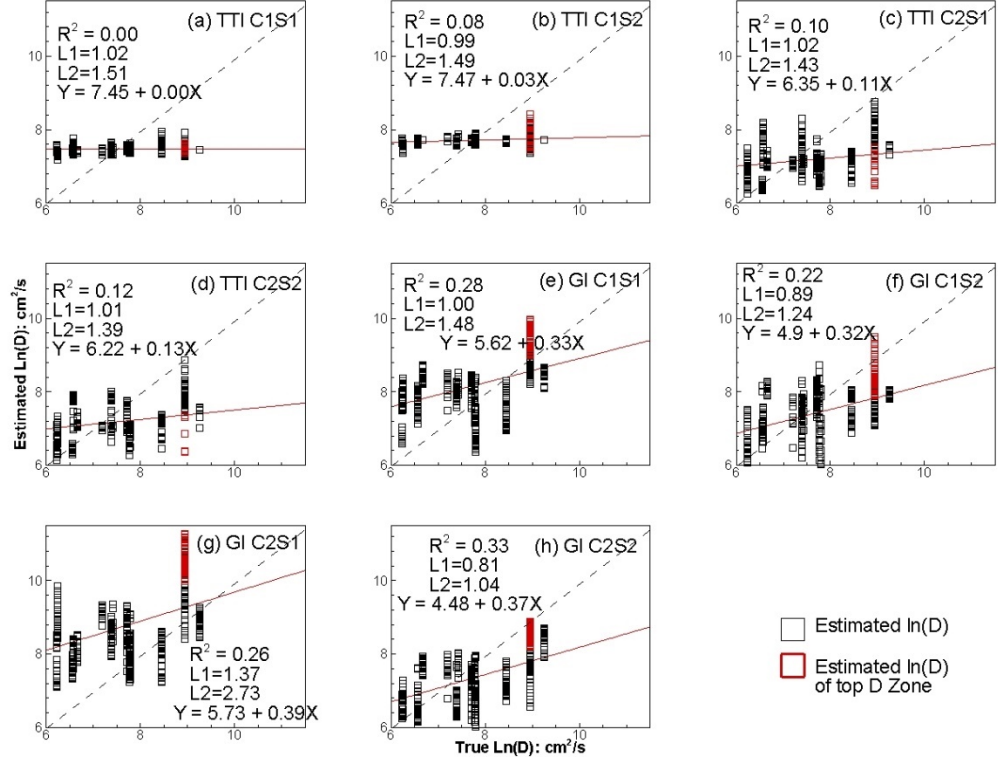 (a) TTI C1S1
R² = 0.00
L1=1.02
L2=1.51
Y = 7.45 + 0.00X
10
8
6
6
8
10
(b) TTI C1S2
R² = 0.08
L1=0.99
L2=1.49
Y = 7.47 + 0.03X
10
8
6
6
8
10
(c) TTI C2S1
R² = 0.10
L1=1.02
L2=1.43
Y = 6.35 + 0.11X
10
8
6
6
8
10
Estimated Ln(D): cm²/s
(d) TTI C2S2
R² = 0.12
L1=1.01
L2=1.39
Y = 6.22 + 0.13X
10
8
6
6
8
10
(e) GI C1S1
R² = 0.28
L1=1.00
L2=1.48
Y = 5.62 + 0.33X
10
8
6
6
8
10
(f) GI C1S2
R² = 0.22
L1=0.89
L2=1.24
Y = 4.9 + 0.32X
10
8
6
6
8
10
(g) GI C2S1
R² = 0.26
L1=1.37
L2=2.73
Y = 5.73 + 0.39X
10
8
6
6
8
10
(h) GI C2S2
R² = 0.33
L1=0.81
L2=1.04
Y = 4.48 + 0.37X
10
8
6
6
8
10
True Ln(D): cm²/s
Estimated ln(D)
Estimated ln(D)
of top D Zone